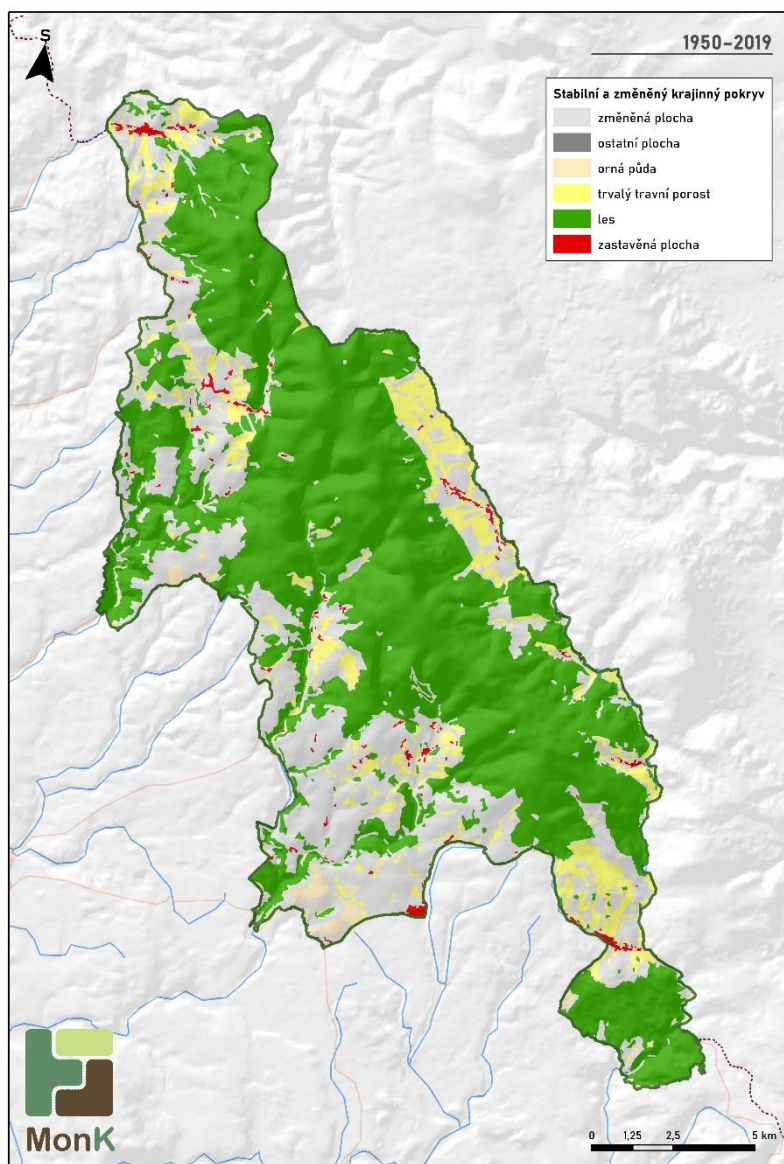 S
1950-2019
Stabilní a změněný krajinný pokryv
změněná plocha
ostatní plocha
orná půda
trvalý travní porost
les
zastavěná plocha
MonK
0 1,25 2,5 5 km